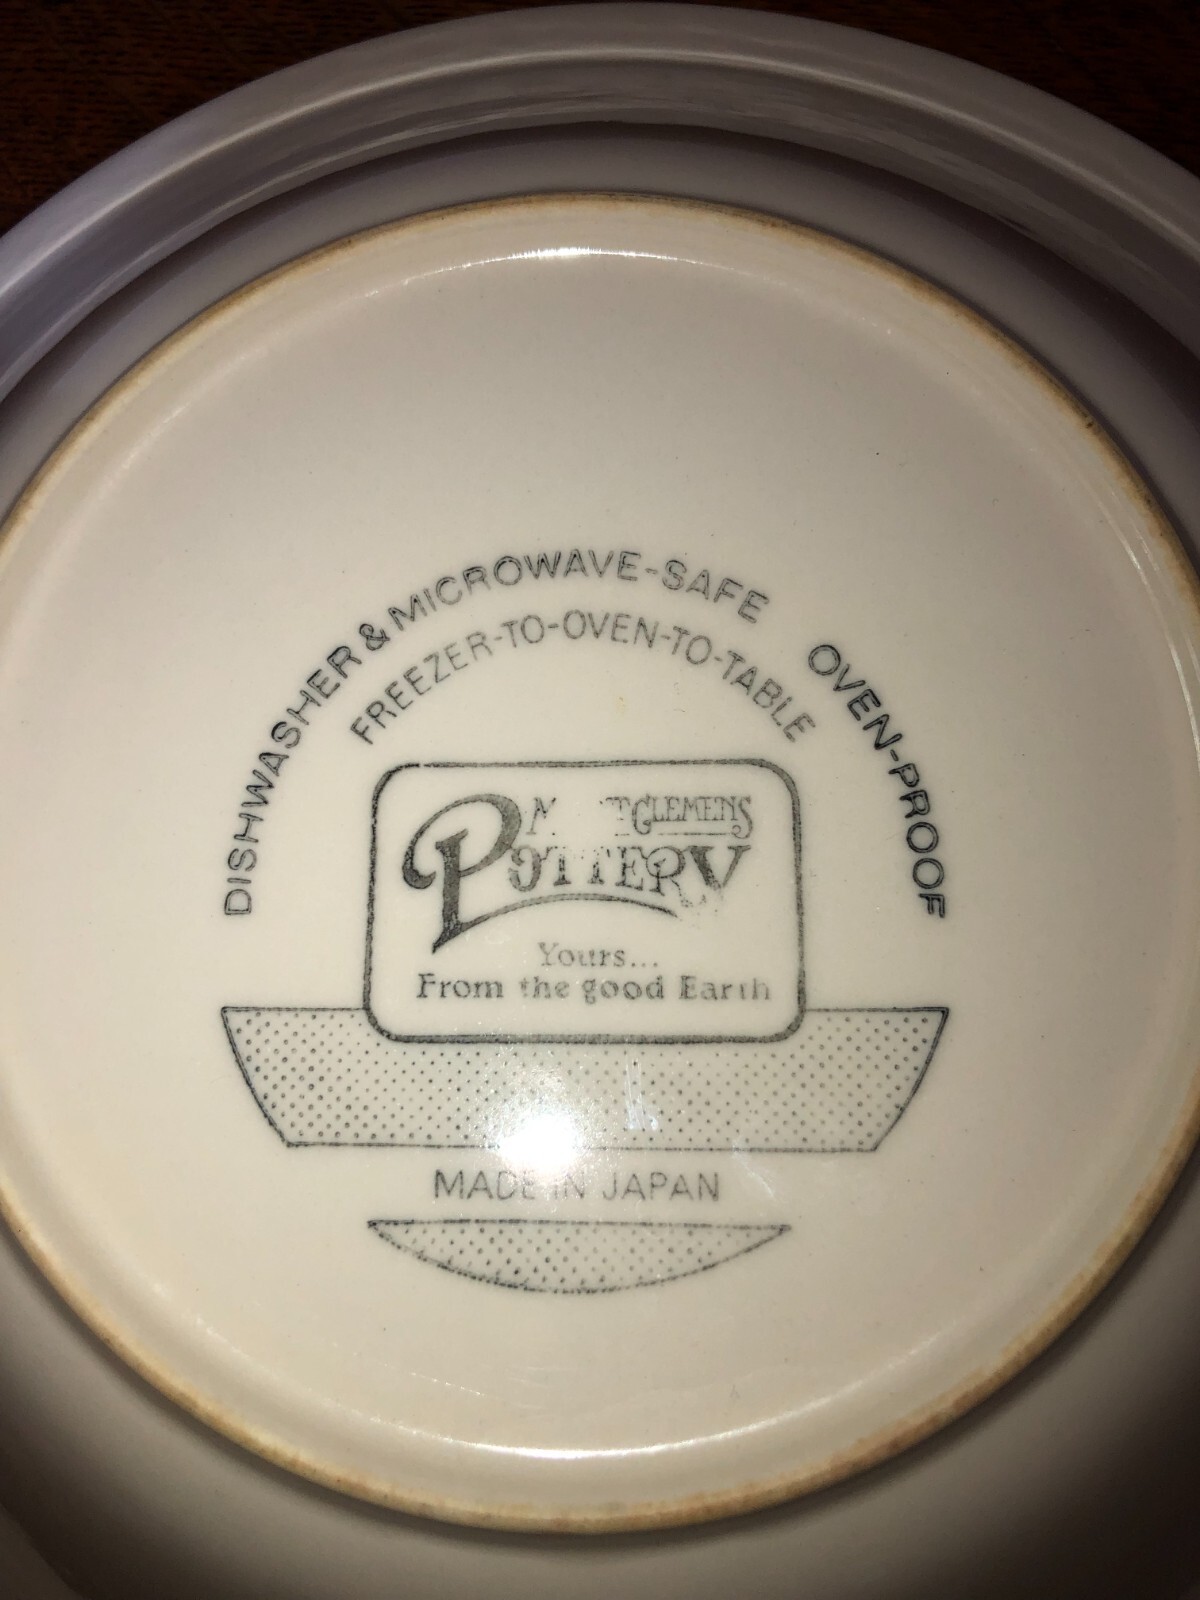 DISHWASHER & MICROWAVE-SAFE OVEN-PROOF
FREEZER-TO-OVEN-TO-TABLE
CLEMENS
POTTERY
Yours...
From the good Earth
MADE IN JAPAN